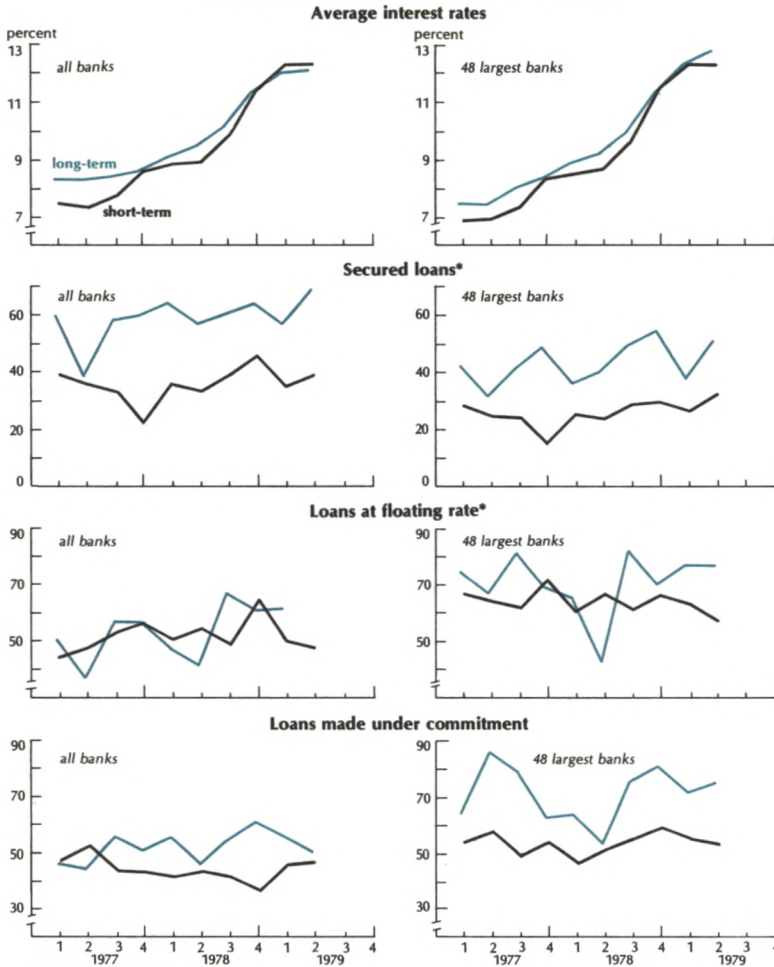 Average interest rates
percent
percent
13
all banks
11
9
long-term
short-term
7
13
48 largest banks
11
9
7
Secured loans*
all banks
60
40
20
0
48 largest banks
60
40
20
0
Loans at floating rate*
90
all banks
70
50
90
48 largest banks
70
50
Loans made under commitment
90
all banks
70
50
30
90
48 largest banks
70
50
30
1 2 3 4 1 2 3 4 1 2 3 4
1977 1978 1979
1 2 3 4 1 2 3 4 1 2 3 4
1977 1978 1979